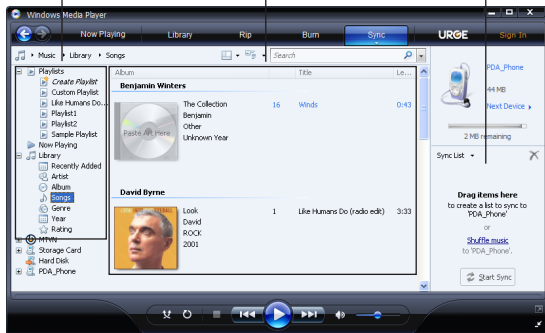 Windows Media Player
Now Playing Library Rip Burn Sync URGE Sign In
Music Library Songs Search
Playlists
Create Playlist
Custom Playlist
Like Humans Do...
Playlist1
Playlist2
Sample Playlist
Now Playing
Library
Recently Added
Artist
Album
Songs
Genre
Year
Rating
MTVN
Storage Card
Hard Disk
PDA_Phone
Album Title Le...
Benjamin Winters
Paste Art Here
The Collection 16 Winds 0:43
Benjamin
Other
Unknown Year
David Byrne
Look 1 Like Humans Do (radio edit) 3:33
David
ROCK
2001
PDA_Phone
44 MB
Next Device
2 MB remaining
Sync List
Drag items here
to create a list to sync to
'PDA_Phone'
or
Shuffle music
to 'PDA_Phone'.
Start Sync